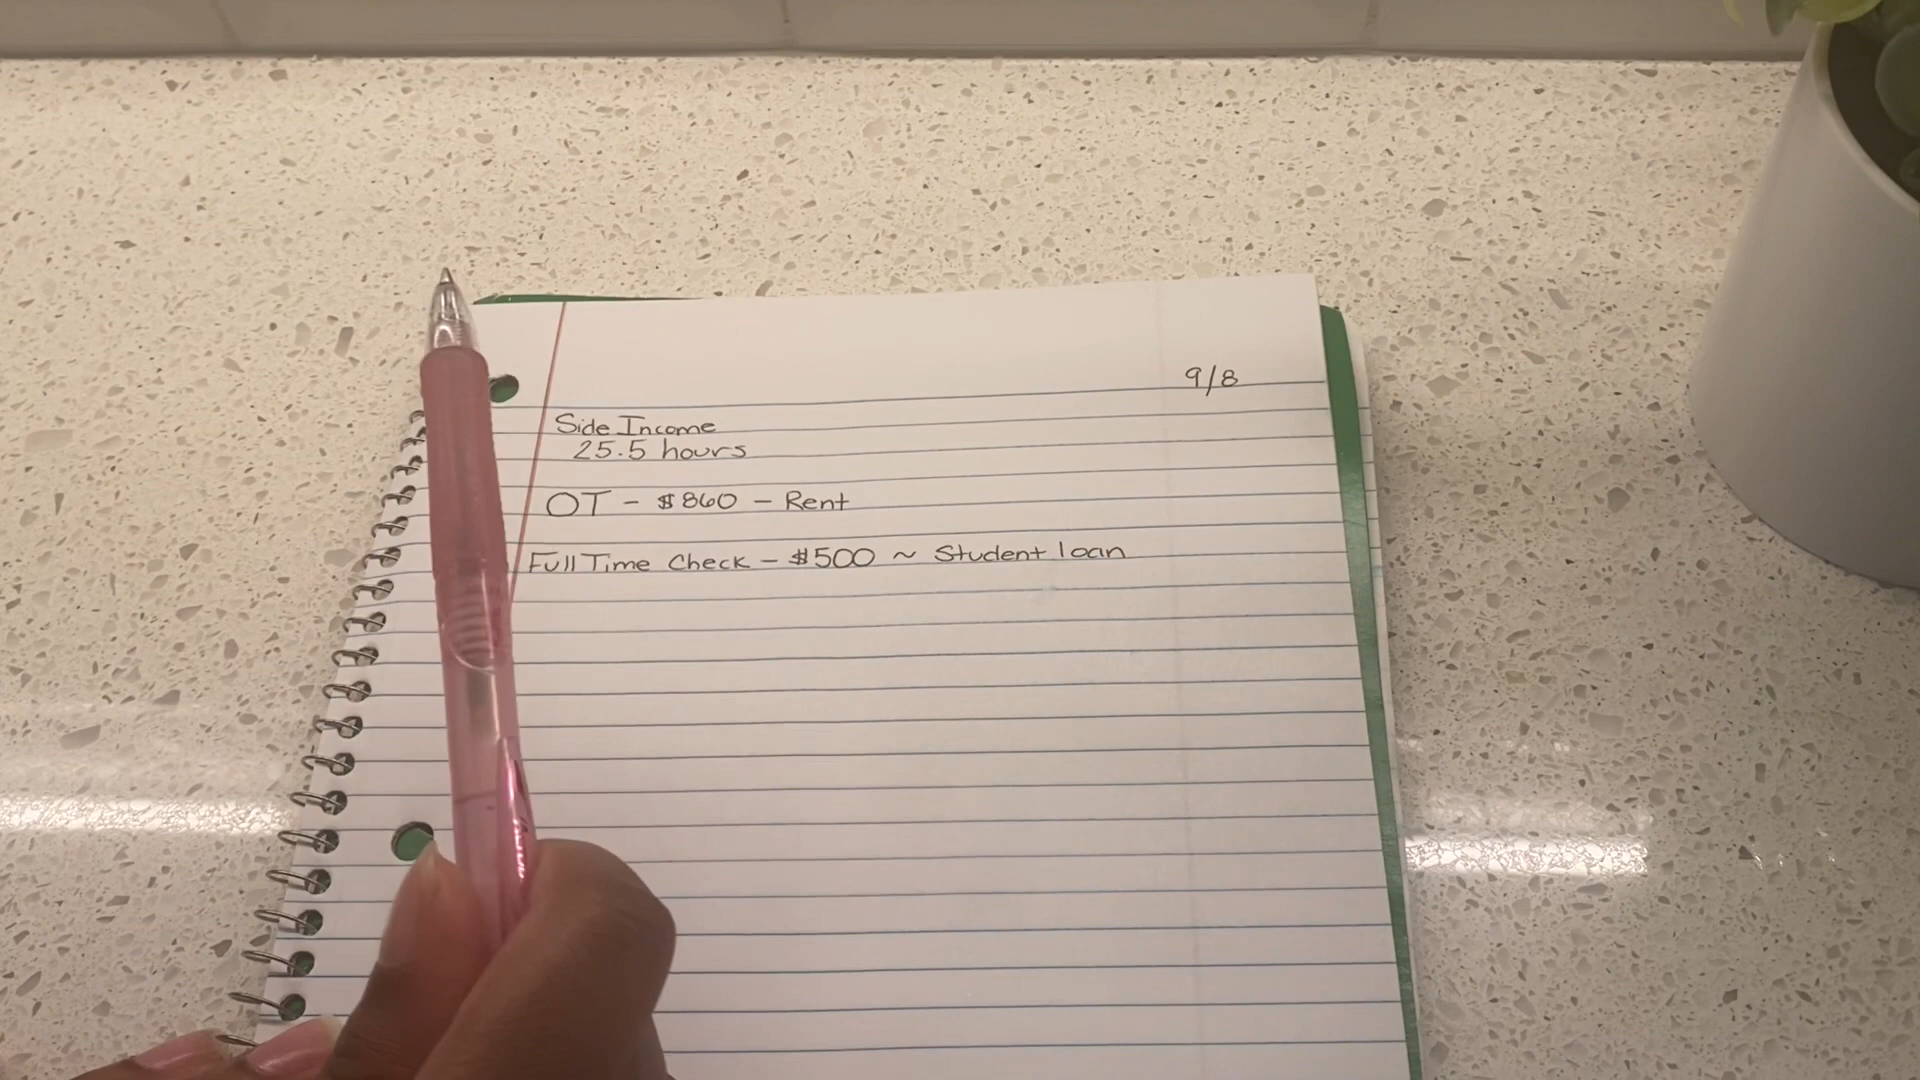 9/8
Side Income
25.5 hours
OT - $860 - Rent
Full Time Check - $500 ~ Student loan